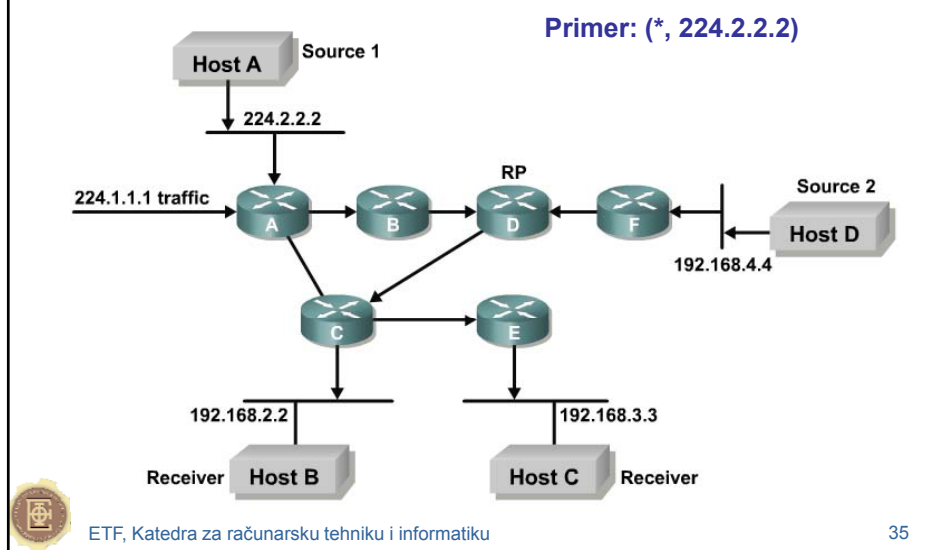 Primer: (*, 224.2.2.2)
Source 1
Host A
224.2.2.2
RP
224.1.1.1 traffic
Source 2
A
B
D
F
Host D
192.168.4.4
C
E
192.168.2.2
192.168.3.3
Receiver
Host B
Host C
Receiver
ETF, Katedra za računarsku tehniku i informatiku
35